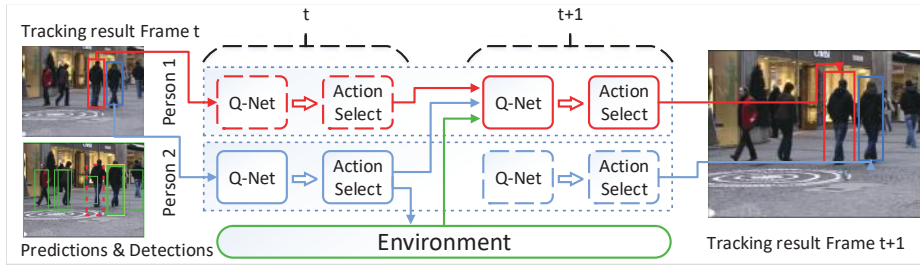 Tracking result Frame t
t
t+1
Person 1
Q-Net
Action
Select
Q-Net
Action
Select
Person 2
Q-Net
Action
Select
Q-Net
Action
Select
Environment
Predictions & Detections
Tracking result Frame t+1